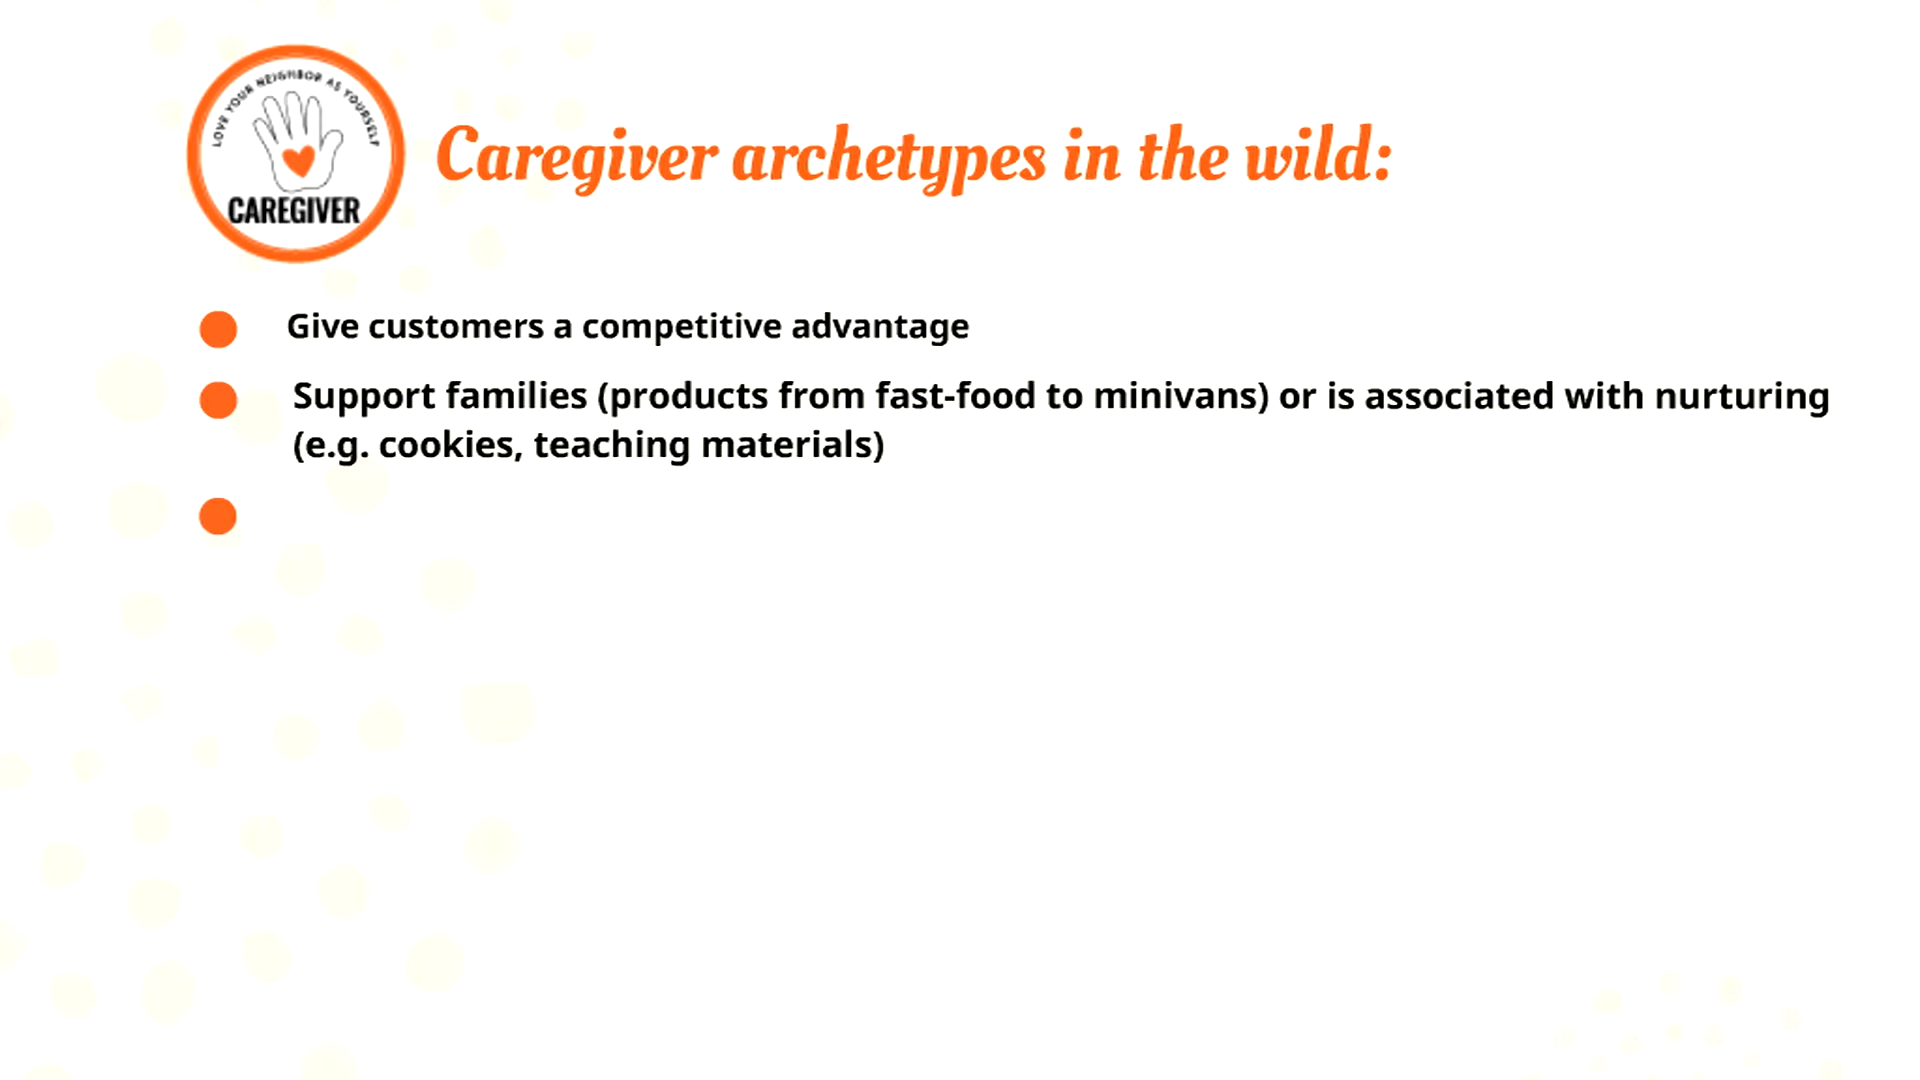 LOVE YOUR NEIGHBOR AS YOURSELF
CAREGIVER
Caregiver archetypes in the wild:
Give customers a competitive advantage
Support families (products from fast-food to minivans) or is associated with nurturing
(e.g. cookies, teaching materials)